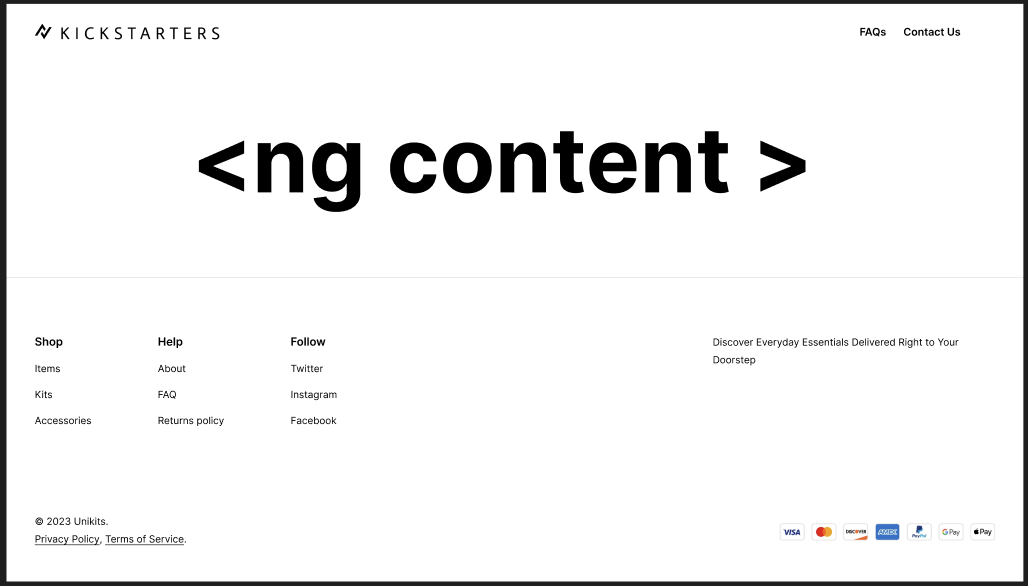 KICKSTARTERS
FAQs Contact Us
<ng content >
Shop
Items
Kits
Accessories
Help
About
FAQ
Returns policy
Follow
Twitter
Instagram
Facebook
Discover Everyday Essentials Delivered Right to Your
Doorstep
© 2023 Unikits.
Privacy Policy, Terms of Service.
VISA DISCOVER AMEX PayPal G Pay Pay